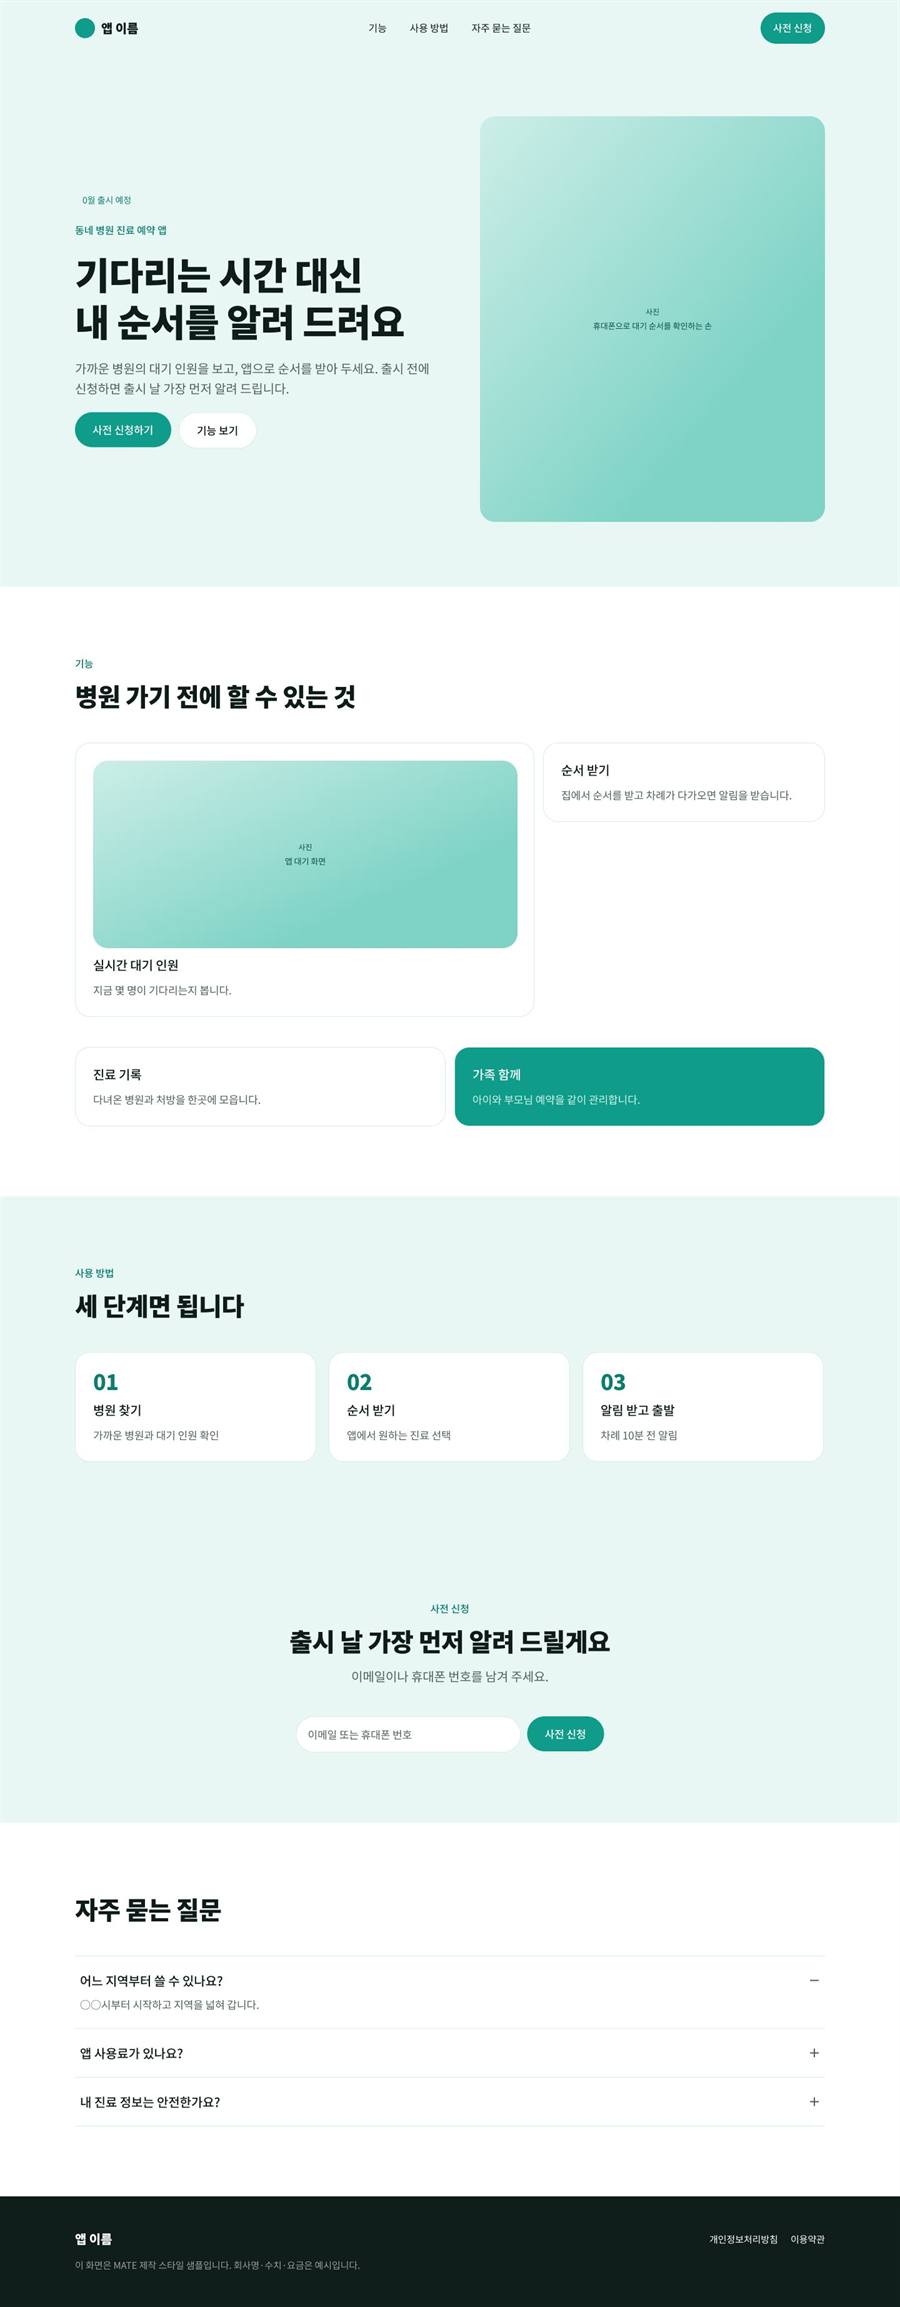 앱 이름
기능
사용 방법
자주 묻는 질문
사전 신청
0월 출시 예정
동네 병원 진료 예약 앱
기다리는 시간 대신
내 순서를 알려 드려요
가까운 병원의 대기 인원을 보고, 앱으로 순서를 받아 두세요. 출시 전에
신청하면 출시 날 가장 먼저 알려 드립니다.
사전 신청하기
기능 보기
사진
휴대폰으로 대기 순서를 확인하는 손
기능
병원 가기 전에 할 수 있는 것
사진
앱 대기 화면
실시간 대기 인원
지금 몇 명이 기다리는지 봅니다.
순서 받기
집에서 순서를 받고 차례가 다가오면 알림을 받습니다.
진료 기록
다녀온 병원과 처방을 한곳에 모읍니다.
가족 함께
아이와 부모님 예약을 같이 관리합니다.
사용 방법
세 단계면 됩니다
01
병원 찾기
가까운 병원과 대기 인원 확인
02
순서 받기
앱에서 원하는 진료 선택
03
알림 받고 출발
차례 10분 전 알림
사전 신청
출시 날 가장 먼저 알려 드릴게요
이메일이나 휴대폰 번호를 남겨 주세요.
이메일 또는 휴대폰 번호
사전 신청
자주 묻는 질문
어느 지역부터 쓸 수 있나요?
〇〇시부터 시작하고 지역을 넓혀 갑니다.
앱 사용료가 있나요?
내 진료 정보는 안전한가요?
앱 이름
이 화면은 MATE 제작 스타일 샘플입니다. 회사명·수치·요금은 예시입니다.
개인정보처리방침
이용약관